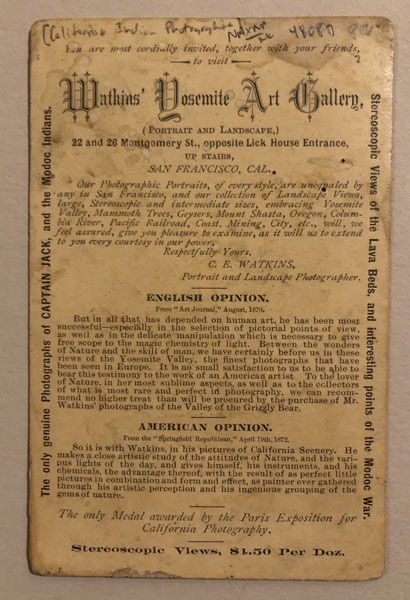 [California Indian Photographer]
48087
You are most cordially invited, together with your friends,
to visit
Watkins' Yosemite Art Gallery,
(PORTRAIT AND LANDSCAPE,)
22 and 26 Montgomery St., opposite Lick House Entrance,
UP STAIRS,
SAN FRANCISCO, CAL.
Our Photographic Portraits, of every style, are unequaled by
any in San Francisco, and our collection of Landscape Views,
large, Stereoscopic and intermediate sizes, embracing Yosemite
Valley, Mammoth Trees, Geysers, Mount Shasta, Oregon, Colum-
bia River, Pacific Railroad, Coast, Mining, City, etc., will, we
feel assured, give you pleasure to examine, as it will us to extend
to you every courtesy in our power.
Respectfully Yours,
C. E. WATKINS,
Portrait and Landscape Photographer.
ENGLISH OPINION.
From "Art Journal," August, 1870.
But in all that has depended on human art, he has been most
successful—especially in the selection of pictorial points of view,
as well as in the delicate manipulation which is necessary to give
free scope to the magic chemistry of light. Between the wonders
of Nature and the skill of man, we have certainly before us in these
views of the Yosemite Valley, the finest photographs that have
been seen in Europe. It is no small satisfaction to us to be able to
bear this testimony to the work of an American artist. To the lover
of Nature, in her most sublime aspects, as well as to the collectors
of what is most rare and perfect in photography, we can recom-
mend no higher treat than will be procured by the purchase of Mr.
Watkins' photographs of the Valley of the Grizzly Bear.
AMERICAN OPINION.
From the "Springfield Republican," April 19th, 1872.
So it is with Watkins, in his pictures of California Scenery. He
makes a close artistic study of the attitudes of Nature, and the vari-
ous lights of the day, and gives himself, his instruments, and his
chemicals, the advantage thereof, with the result of as perfect little
pictures in combination and form and effect, as painter ever gathered
through his artistic perception and his ingenious grouping of the
gems of nature.
The only Medal awarded by the Paris Exposition for
California Photography.
Stereoscopic Views, $1.50 Per Doz.
The only genuine Photographs of CAPTAIN JACK, and the Modoc Indians.
Stereoscopic Views of the Lava Beds, and interesting points of the Modoc War.